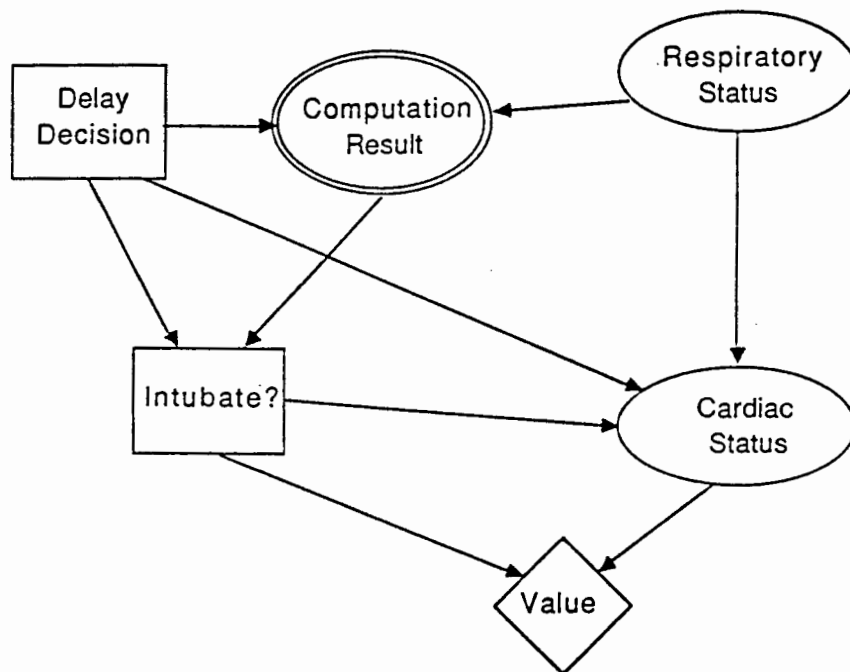 Delay
Decision
Computation
Result
Respiratory
Status
Intubate?
Cardiac
Status
Value